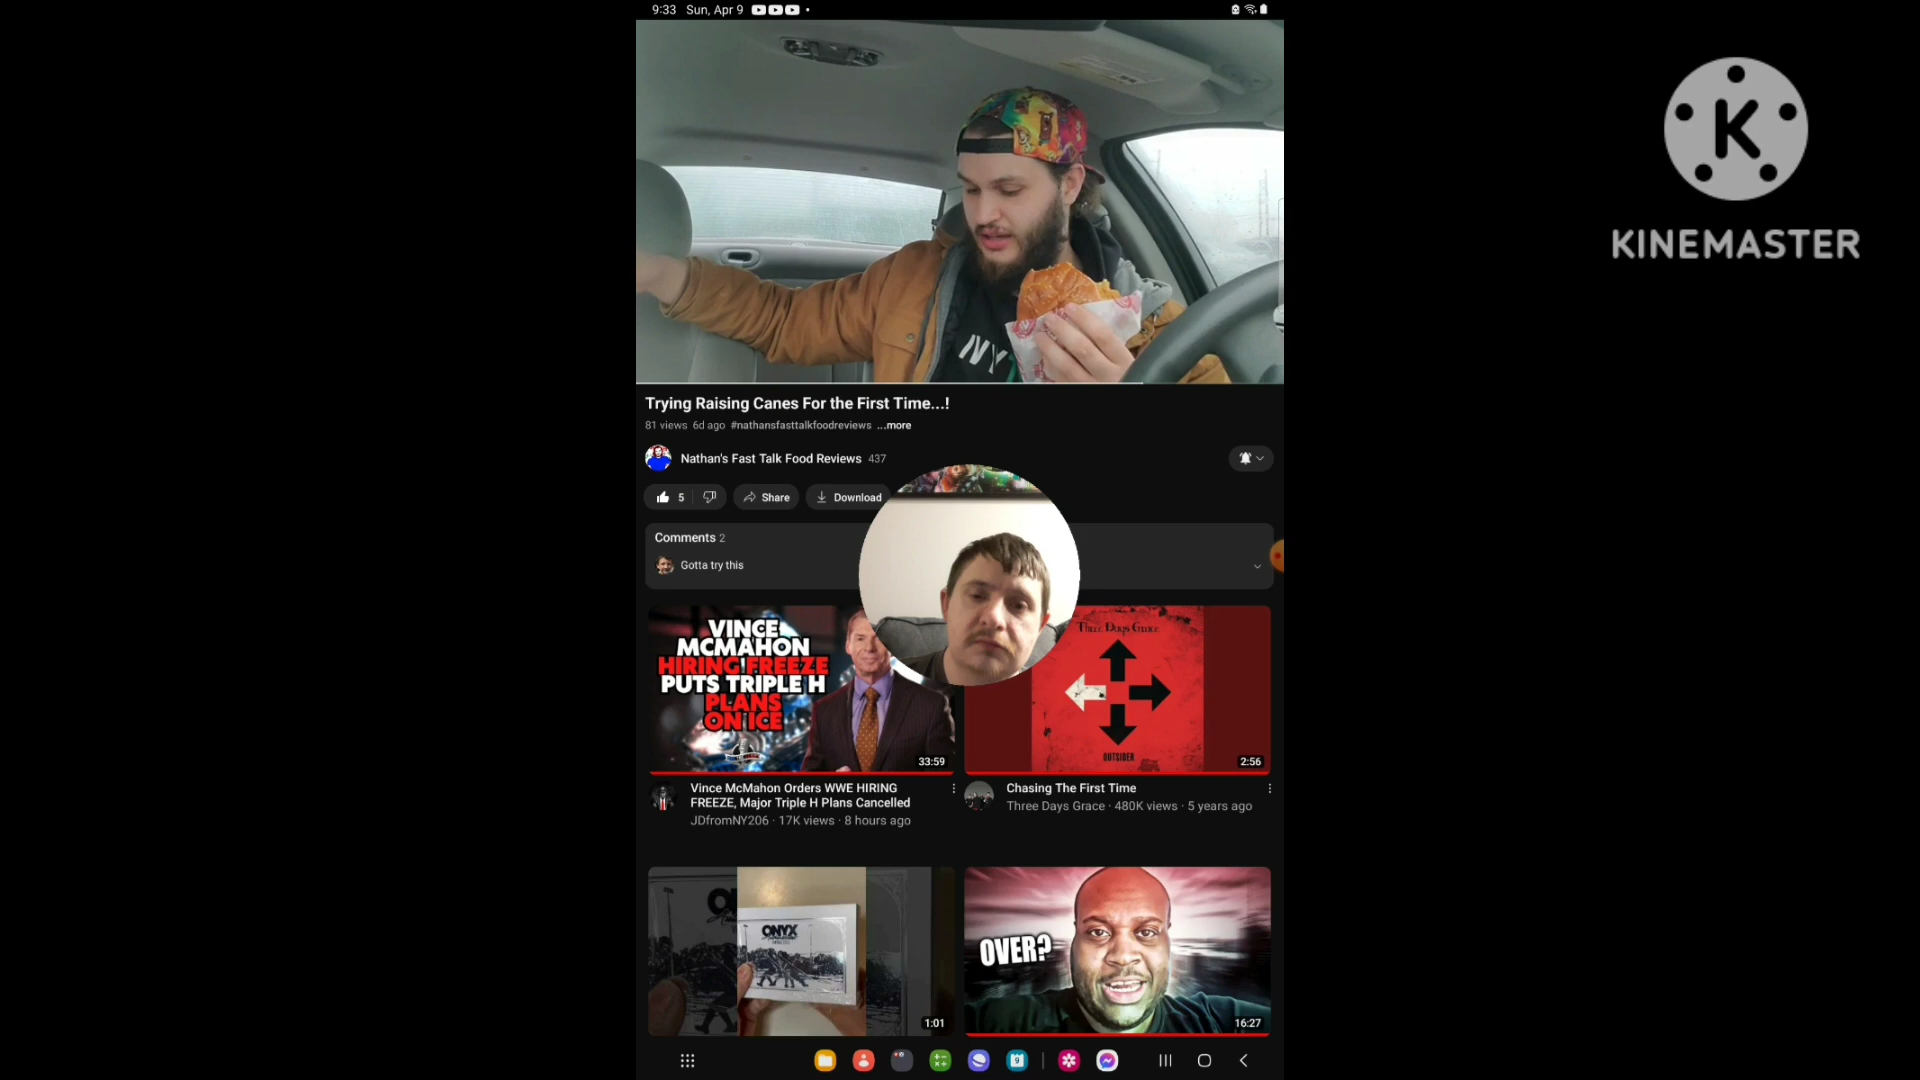 9:33 Sun, Apr 9
K
KINEMASTER
NY
Trying Raising Canes For the First Time...!
81 views 6d ago #nathansfasttalkfoodreviews ...more
Nathan's Fast Talk Food Reviews 437
5 Share Download
Comments 2
Gotta try this
VINCE
MCMAHON
HIRING FREEZE
PUTS TRIPLE H
PLANS
ON ICE
33:59
Three Days Grace
OUTSIDER
2:56
Vince McMahon Orders WWE HIRING
FREEZE, Major Triple H Plans Cancelled
JDfromNY206 · 17K views · 8 hours ago
Chasing The First Time
Three Days Grace · 480K views · 5 years ago
ONYX
1:01
OVER?
16:27
9